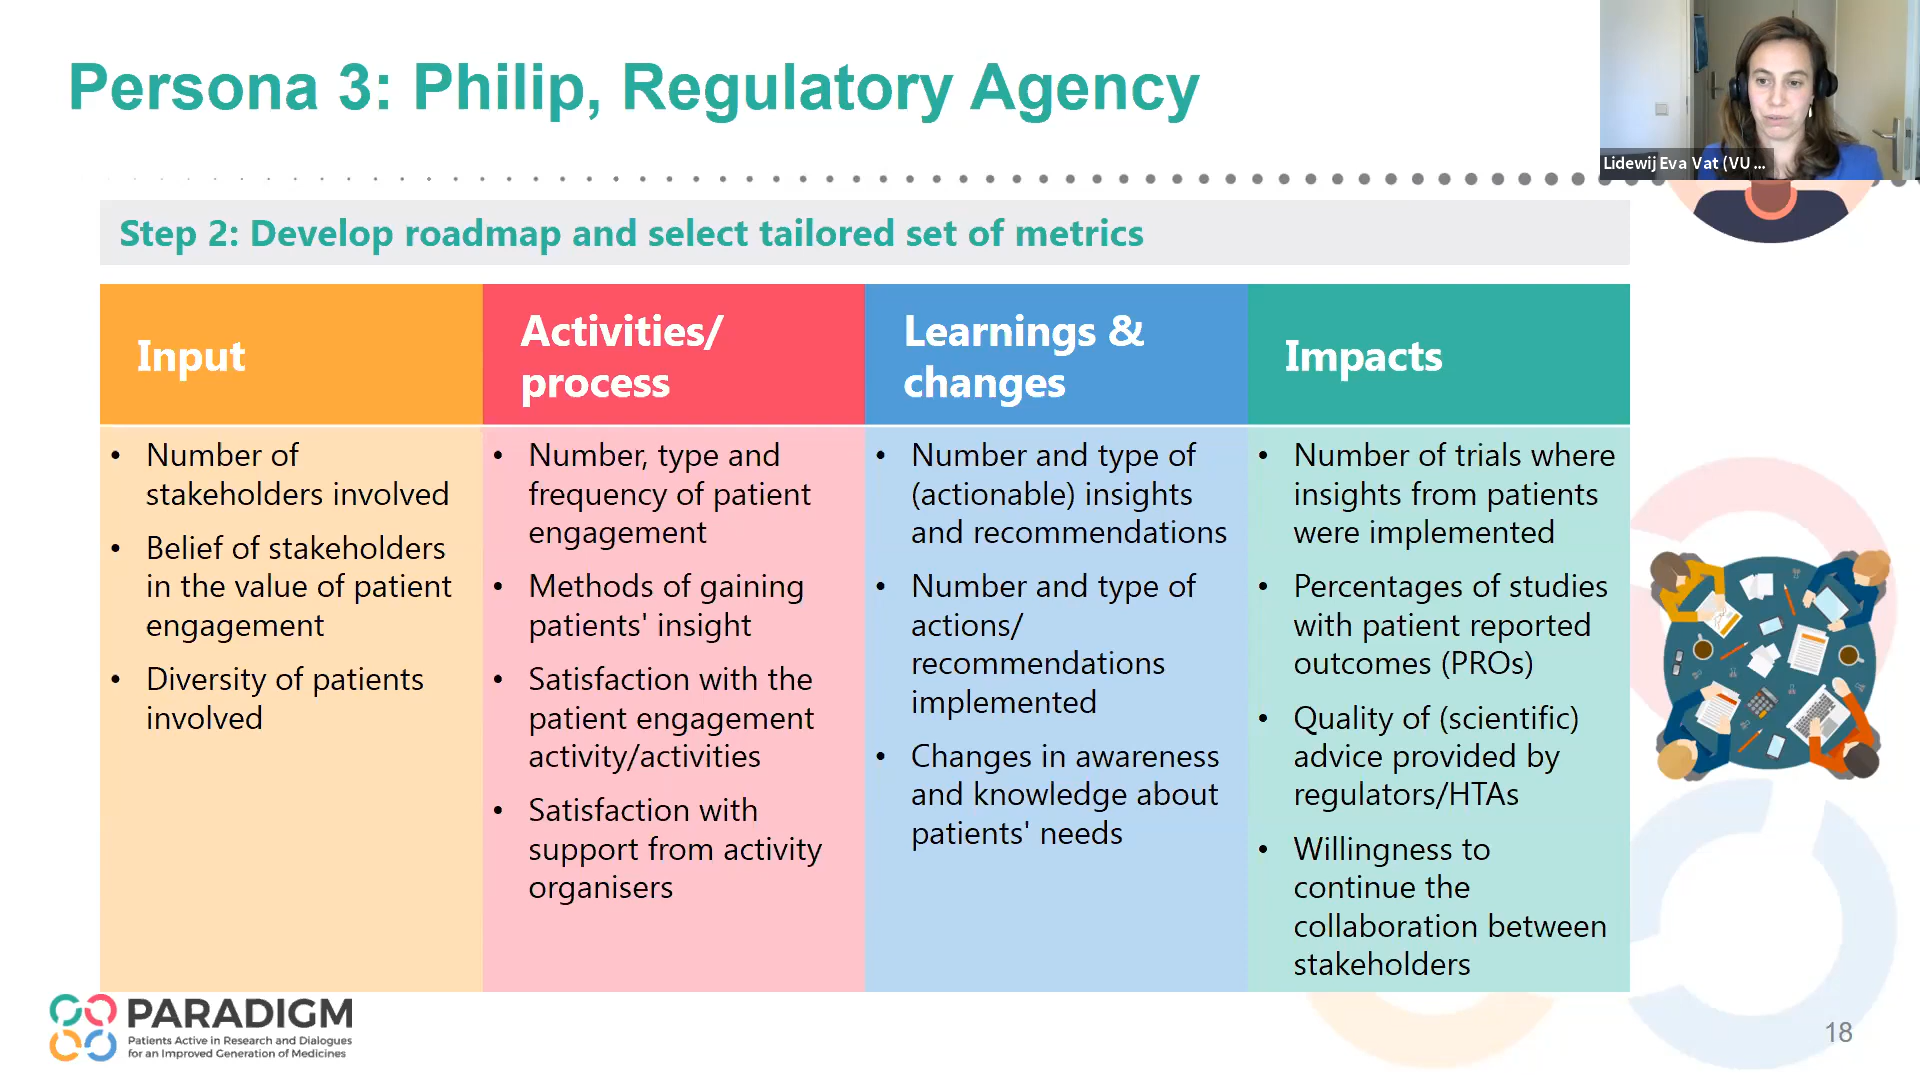 Persona 3: Philip, Regulatory Agency
Lidewij Eva Vat (VU ...
Step 2: Develop roadmap and select tailored set of metrics
Input
Activities/
process
Learnings &
changes
Impacts
• Number of
stakeholders involved
• Belief of stakeholders
in the value of patient
engagement
• Diversity of patients
involved
• Number, type and
frequency of patient
engagement
• Methods of gaining
patients' insight
• Satisfaction with the
patient engagement
activity/activities
• Satisfaction with
support from activity
organisers
• Number and type of
(actionable) insights
and recommendations
• Number and type of
actions/
recommendations
implemented
• Changes in awareness
and knowledge about
patients' needs
• Number of trials where
insights from patients
were implemented
• Percentages of studies
with patient reported
outcomes (PROs)
• Quality of (scientific)
advice provided by
regulators/HTAs
• Willingness to
continue the
collaboration between
stakeholders
PARADIGM
Patients Active in Research and Dialogues
for an Improved Generation of Medicines
18